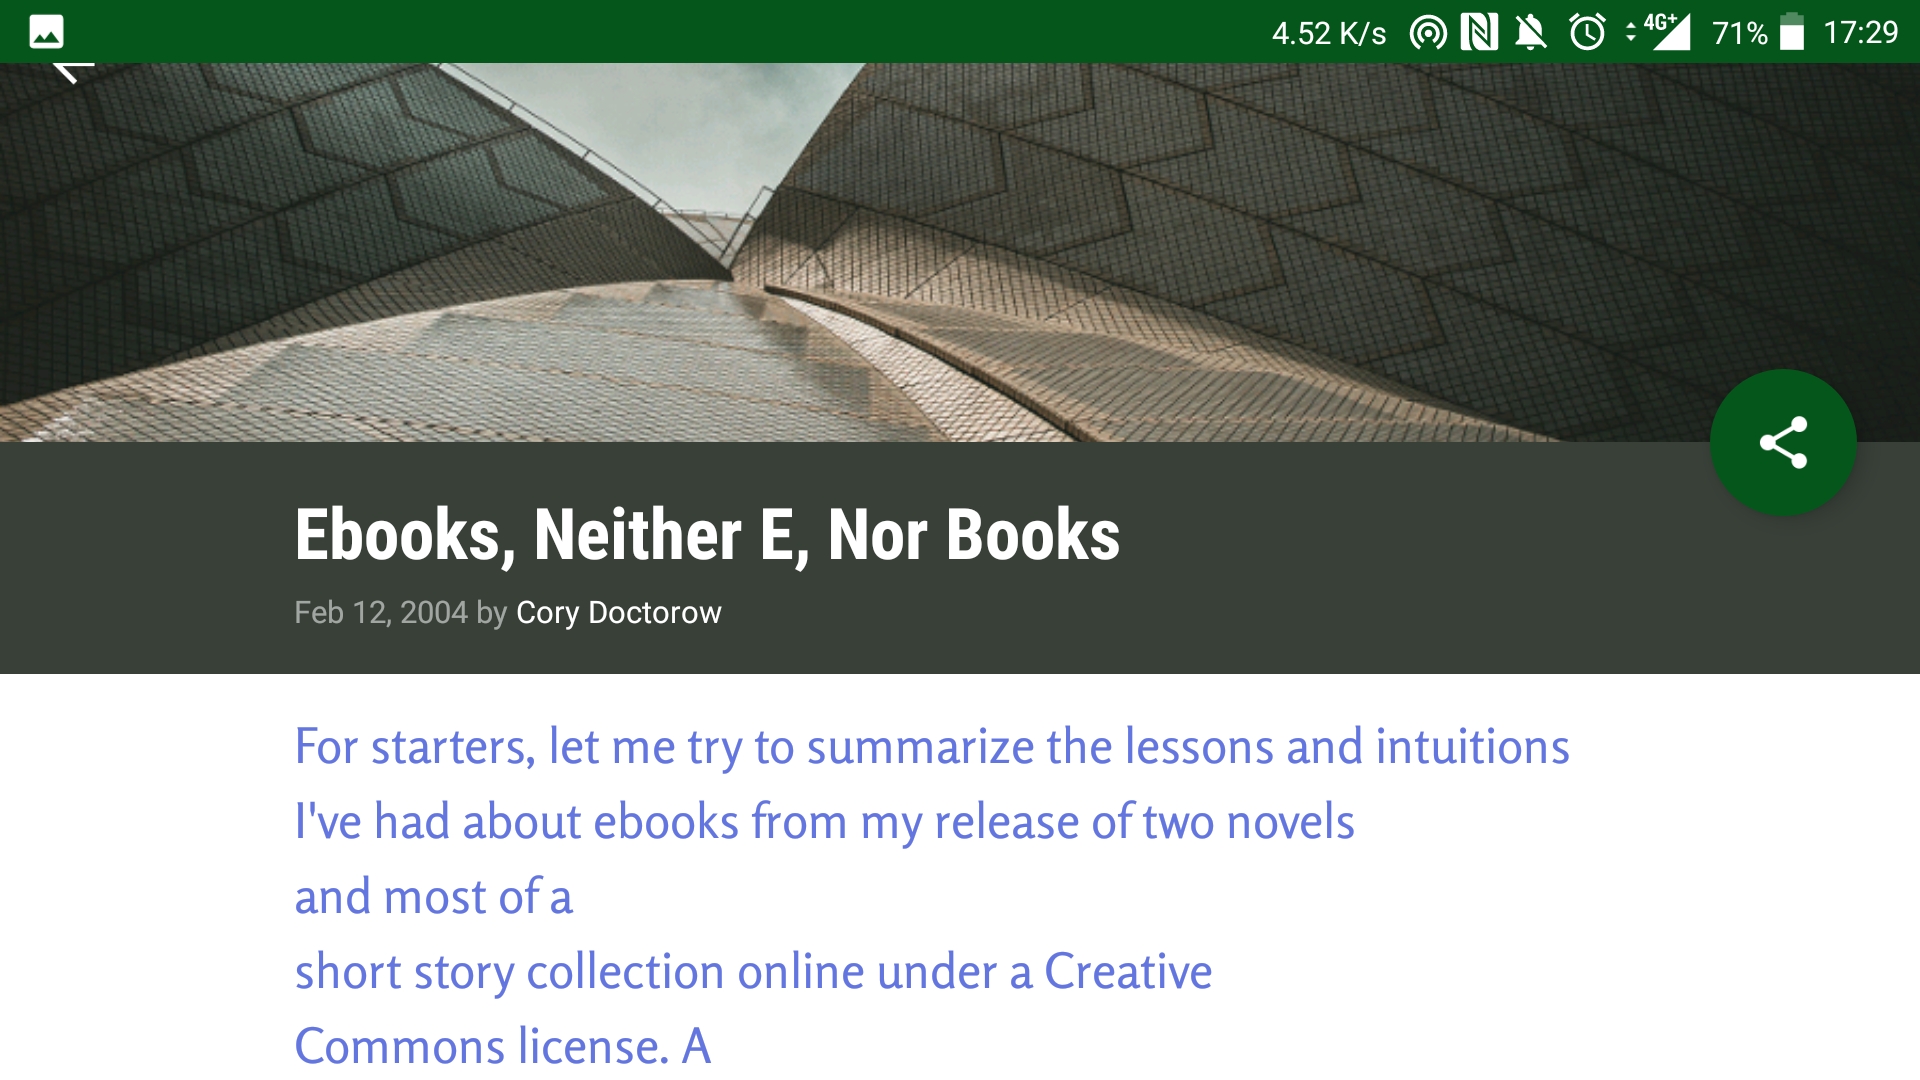 4.52 K/s 4G+ 71% 17:29
Ebooks, Neither E, Nor Books
Feb 12, 2004 by Cory Doctorow
For starters, let me try to summarize the lessons and intuitions
I've had about ebooks from my release of two novels
and most of a
short story collection online under a Creative
Commons license. A